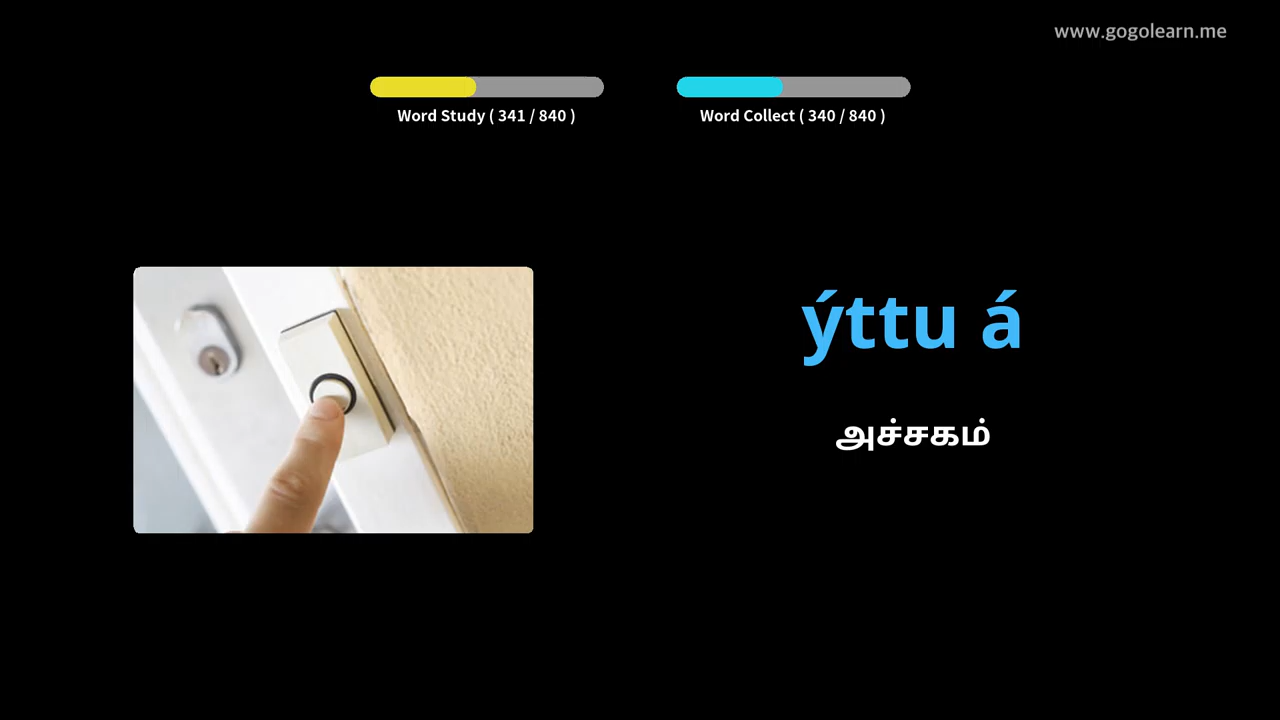 www.gogolearn.me
Word Study ( 341 / 840 )
Word Collect ( 340 / 840 )
ýttu á
அச்சகம்